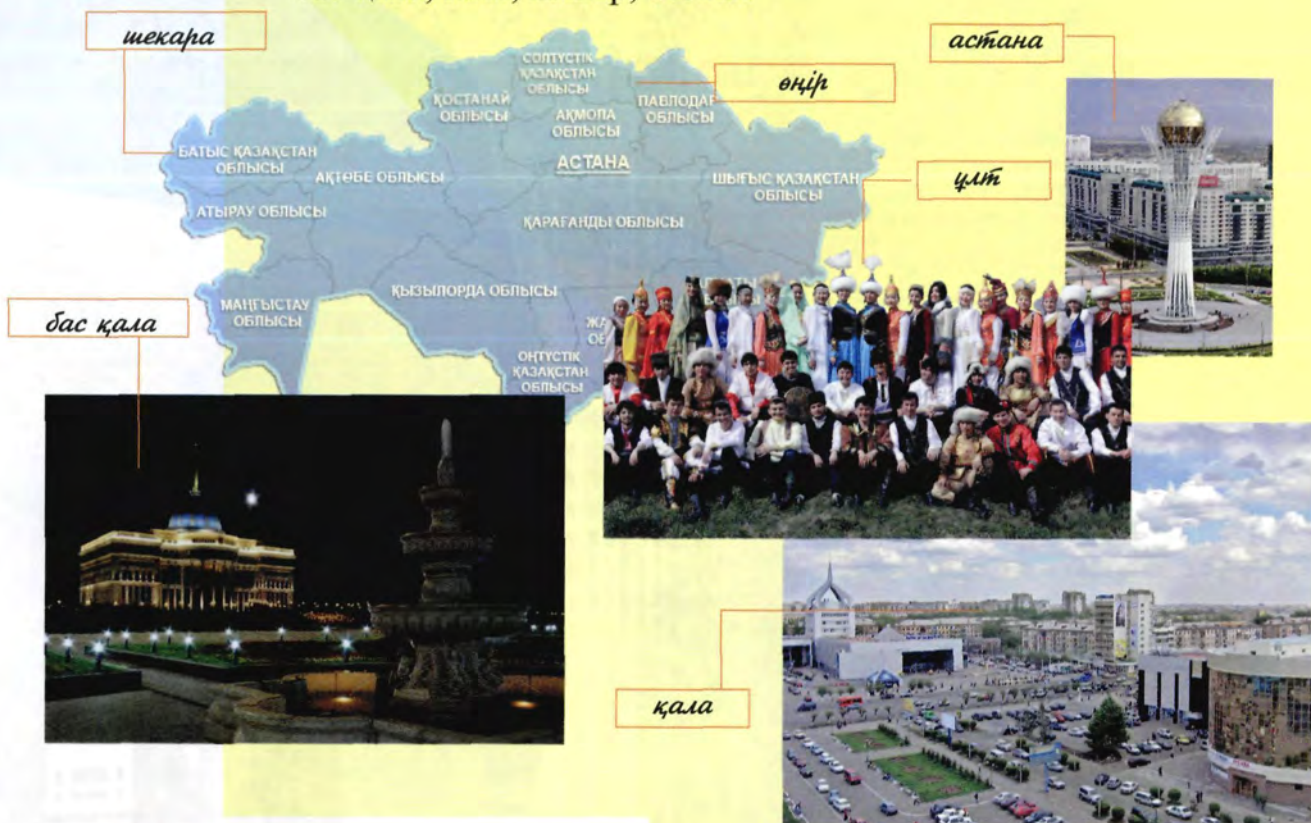 шекара
астана
өңір
ұлт
бас қала
қала
СОЛТҮСТІК
ҚАЗАҚСТАН
ОБЛЫСЫ
ҚОСТАНАЙ
ОБЛЫСЫ
ПАВЛОДАР
ОБЛЫСЫ
АҚМОЛА
ОБЛЫСЫ
БАТЫС ҚАЗАҚСТАН
ОБЛЫСЫ
АСТАНА
АҚТӨБЕ ОБЛЫСЫ
ШЫҒЫС ҚАЗАҚСТАН
ОБЛЫСЫ
АТЫРАУ ОБЛЫСЫ
ҚАРАҒАНДЫ ОБЛЫСЫ
ҚЫЗЫЛОРДА ОБЛЫСЫ
МАҢҒЫСТАУ
ОБЛЫСЫ
ОҢТҮСТІК
ҚАЗАҚСТАН
ОБЛЫСЫ